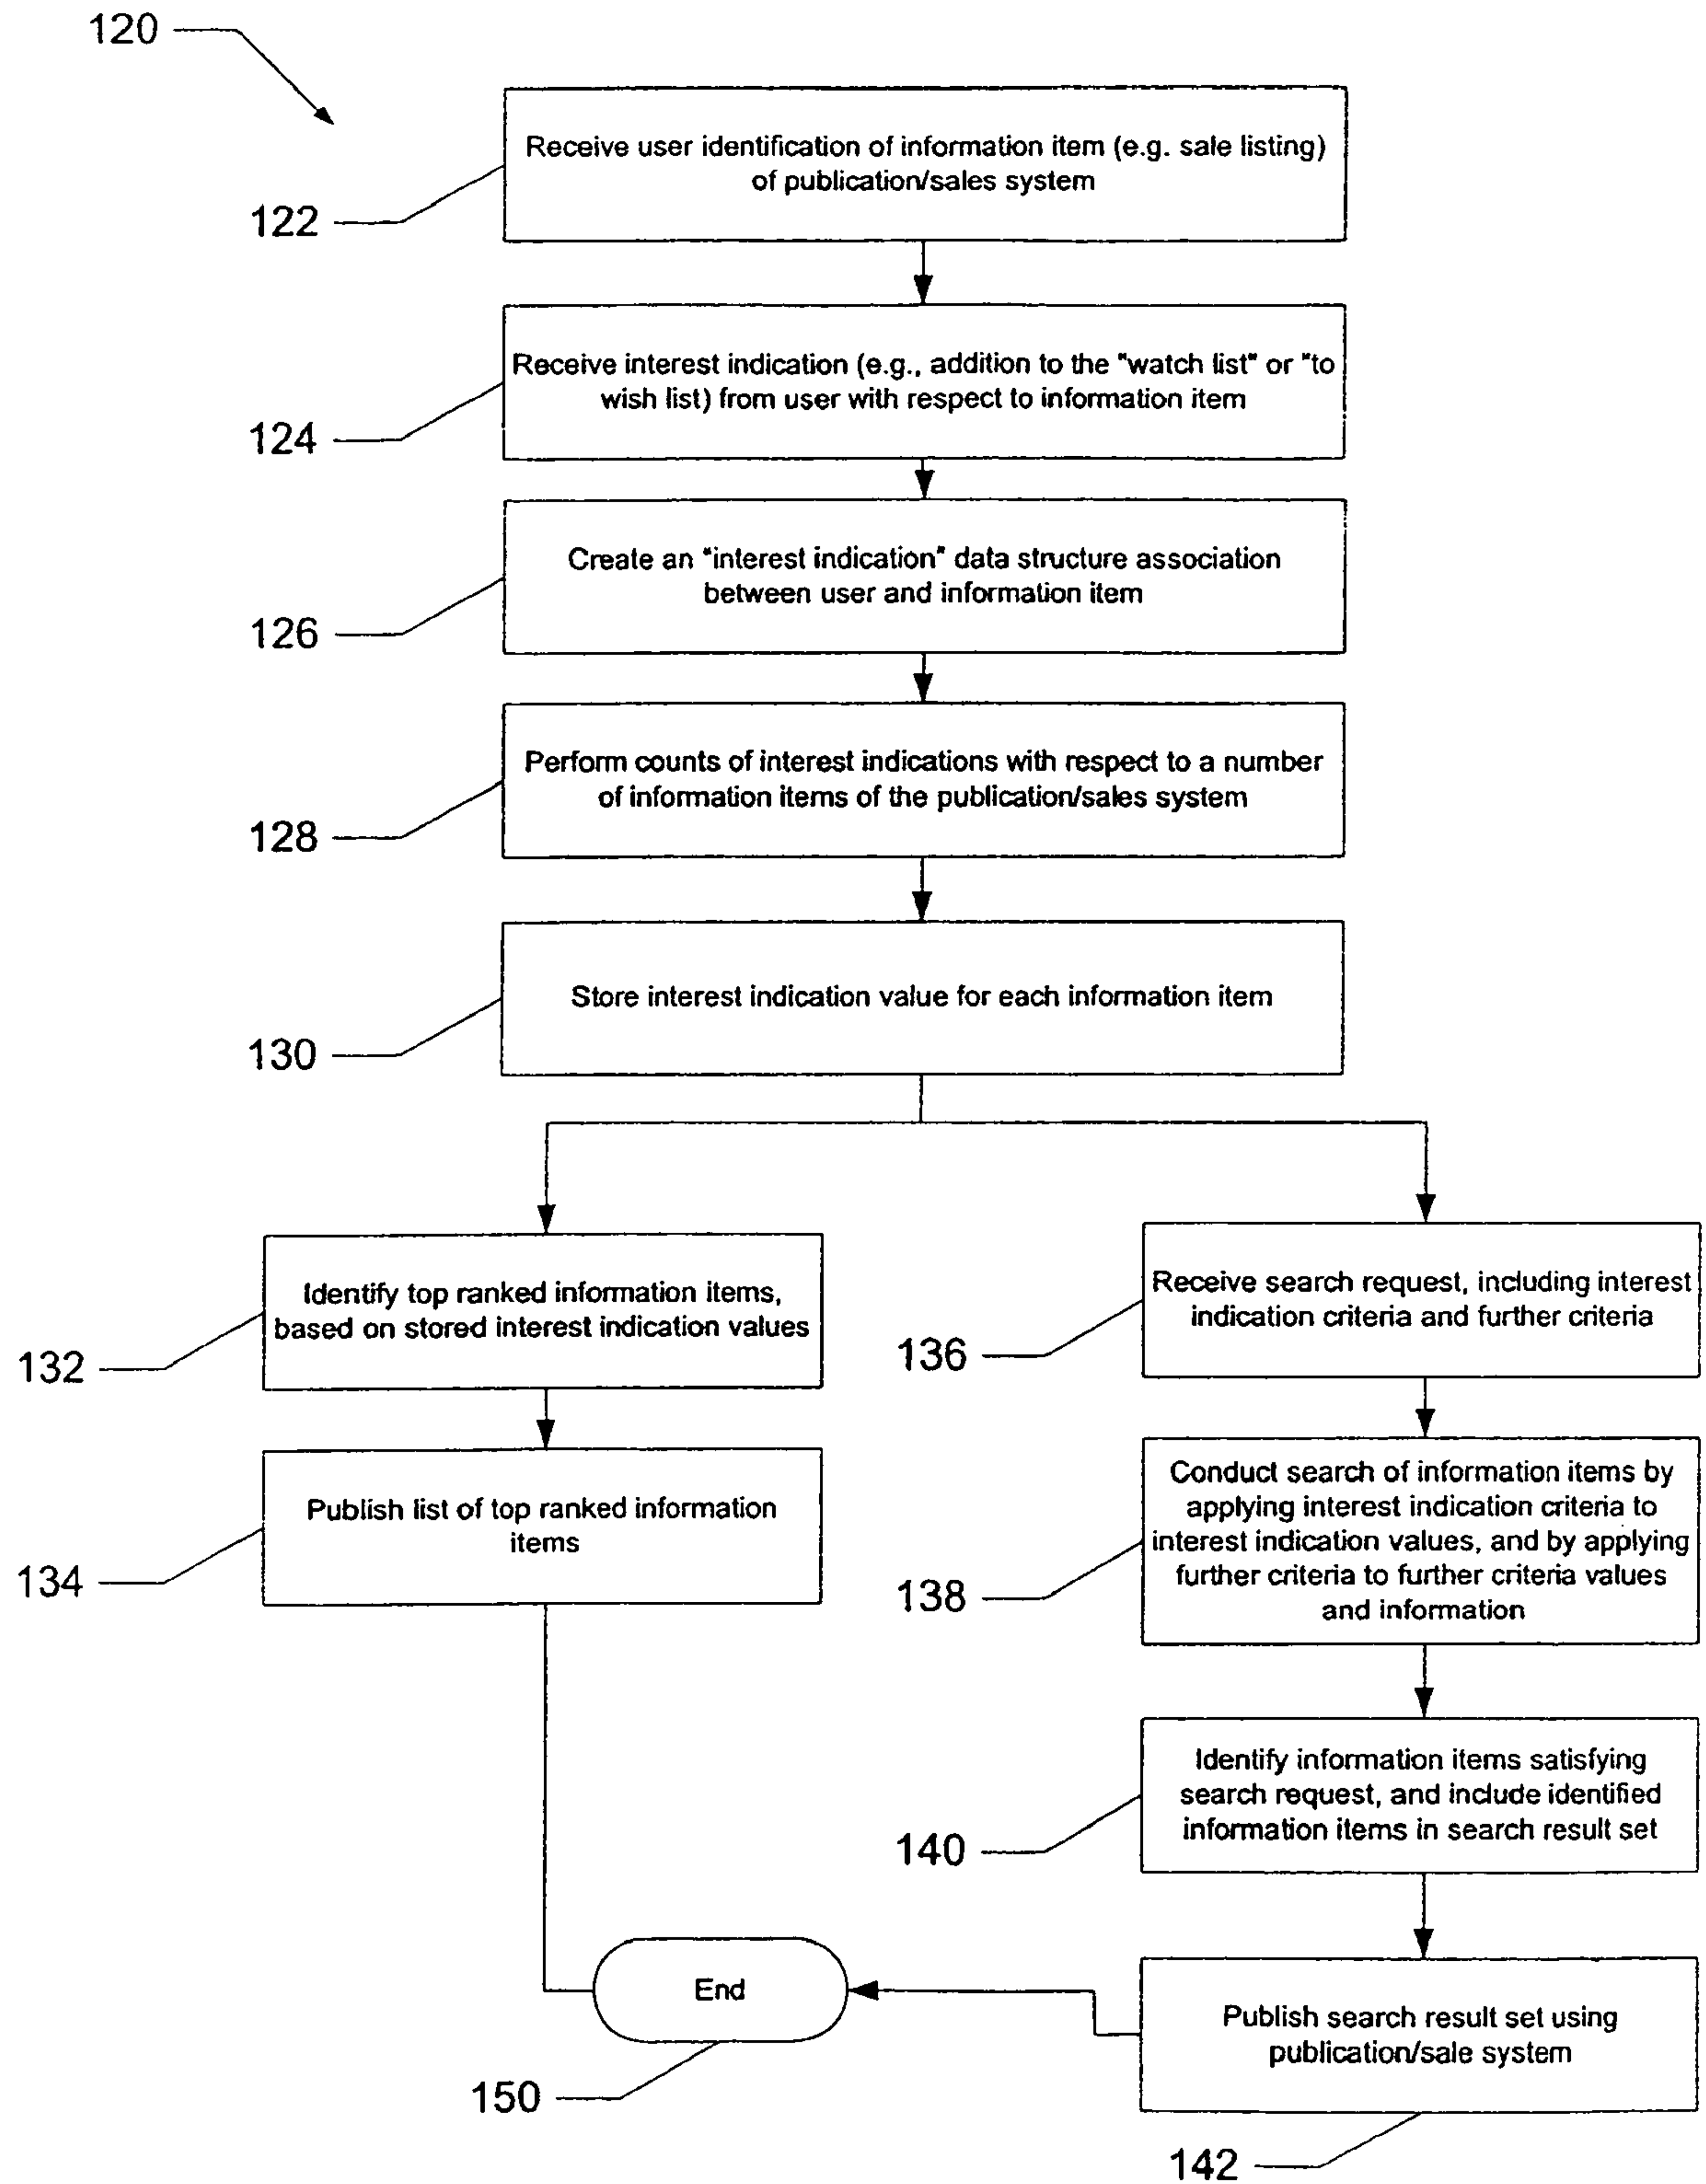 120
Receive user identification of information item (e.g. sale listing)
of publication/sales system
122
Receive interest indication (e.g., addition to the "watch list" or "to
wish list) from user with respect to information item
124
Create an "interest indication" data structure association
between user and information item
126
Perform counts of interest indications with respect to a number
of information items of the publication/sales system
128
Store interest indication value for each information item
130
Identify top ranked information items,
based on stored interest indication values
132
Publish list of top ranked information
items
134
Receive search request, including interest
indication criteria and further criteria
136
Conduct search of information items by
applying interest indication criteria to
interest indication values, and by applying
further criteria to further criteria values
and information
138
Identify information items satisfying
search request, and include identified
information items in search result set
140
Publish search result set using
publication/sale system
142
End
150